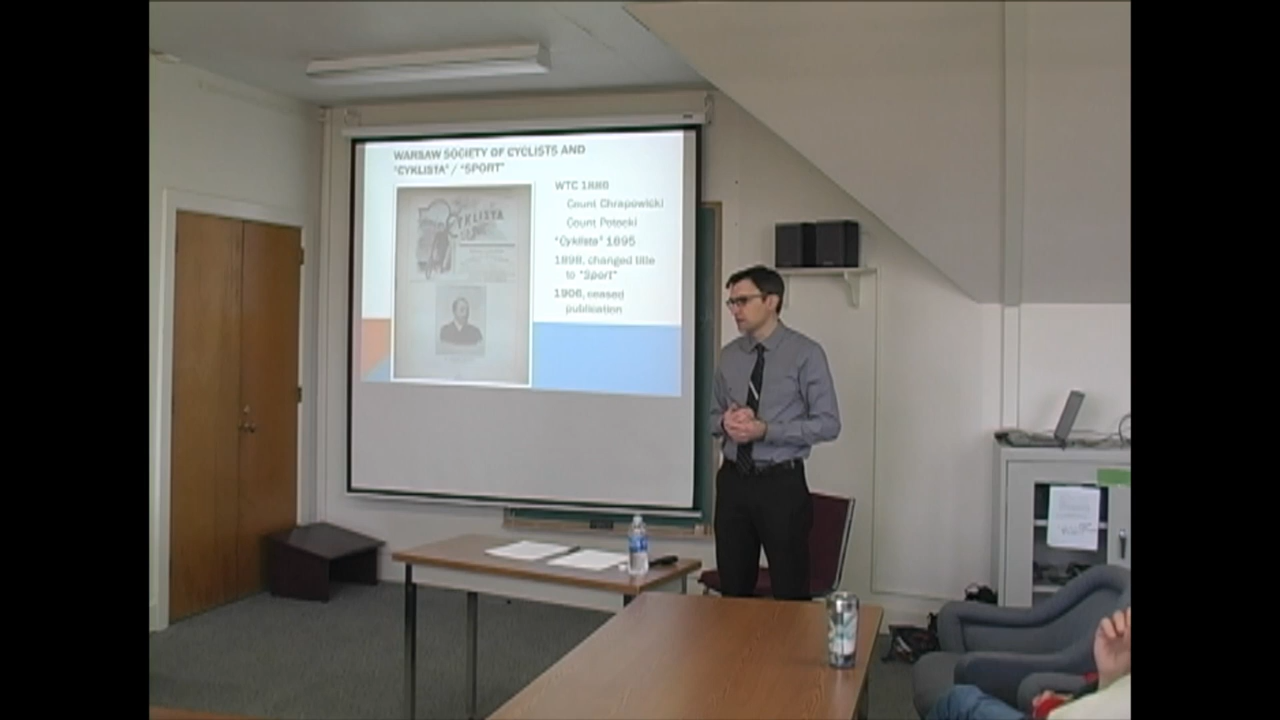 WARSAW SOCIETY OF CYCLISTS AND
"CYKLISTA" / "SPORT"
WTC 1886
Count Chrapowicki
Count Potocki
"Cyklista" 1895
1898, changed title
to "Sport"
1906, ceased
publication
CYKLISTA